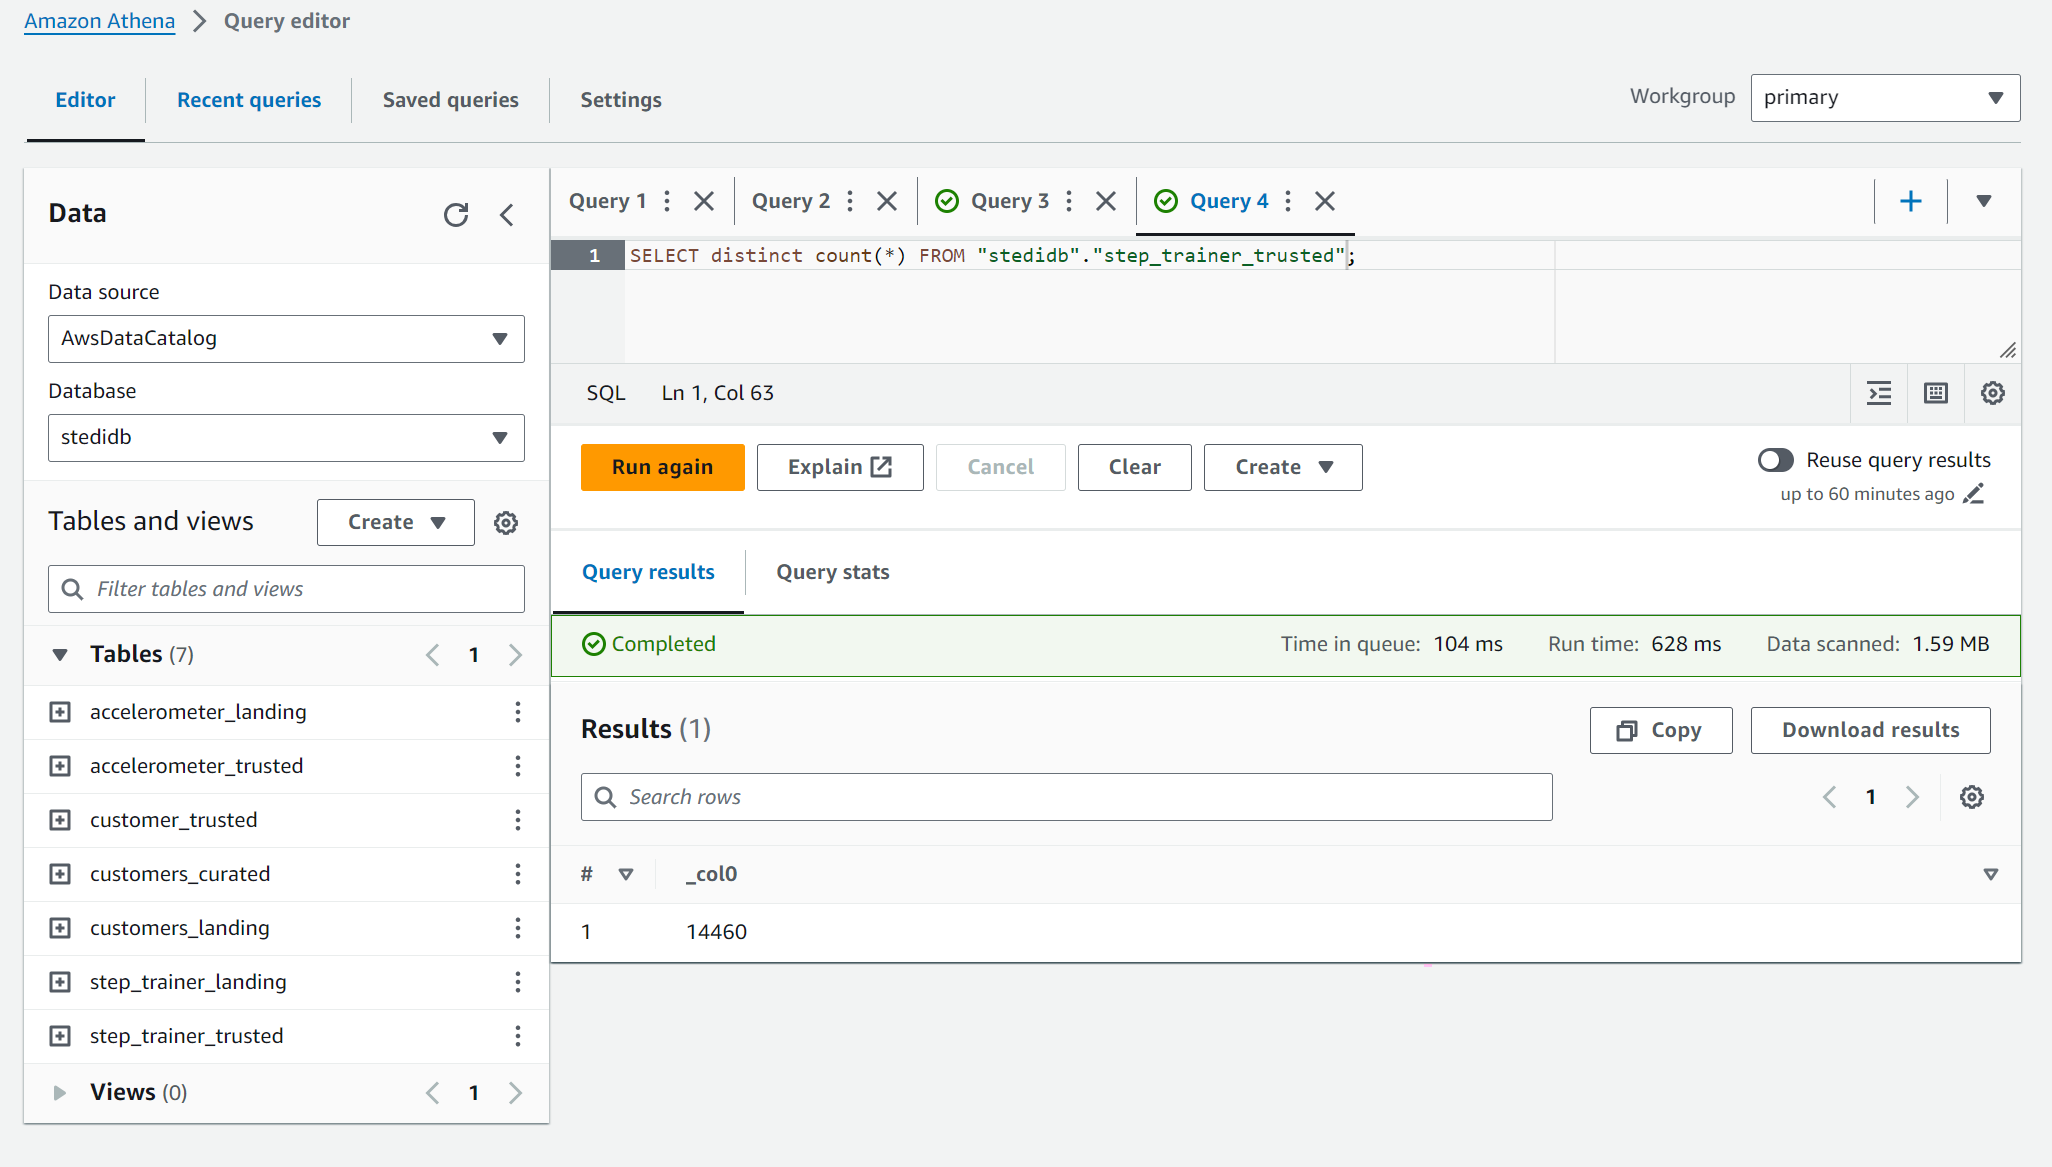 Amazon Athena > Query editor
Editor Recent queries Saved queries Settings
Workgroup primary
Data
Data source
AwsDataCatalog
Database
stedidb
Tables and views Create
Filter tables and views
Tables (7) 1
accelerometer_landing
accelerometer_trusted
customer_trusted
customers_curated
customers_landing
step_trainer_landing
step_trainer_trusted
Views (0) 1
Query 1 Query 2 Query 3 Query 4
1 SELECT distinct count(*) FROM "stedidb"."step_trainer_trusted";
SQL Ln 1, Col 63
Run again Explain Cancel Clear Create
Reuse query results
up to 60 minutes ago
Query results Query stats
Completed Time in queue: 104 ms Run time: 628 ms Data scanned: 1.59 MB
Results (1) Copy Download results
Search rows 1
# _col0
1 14460